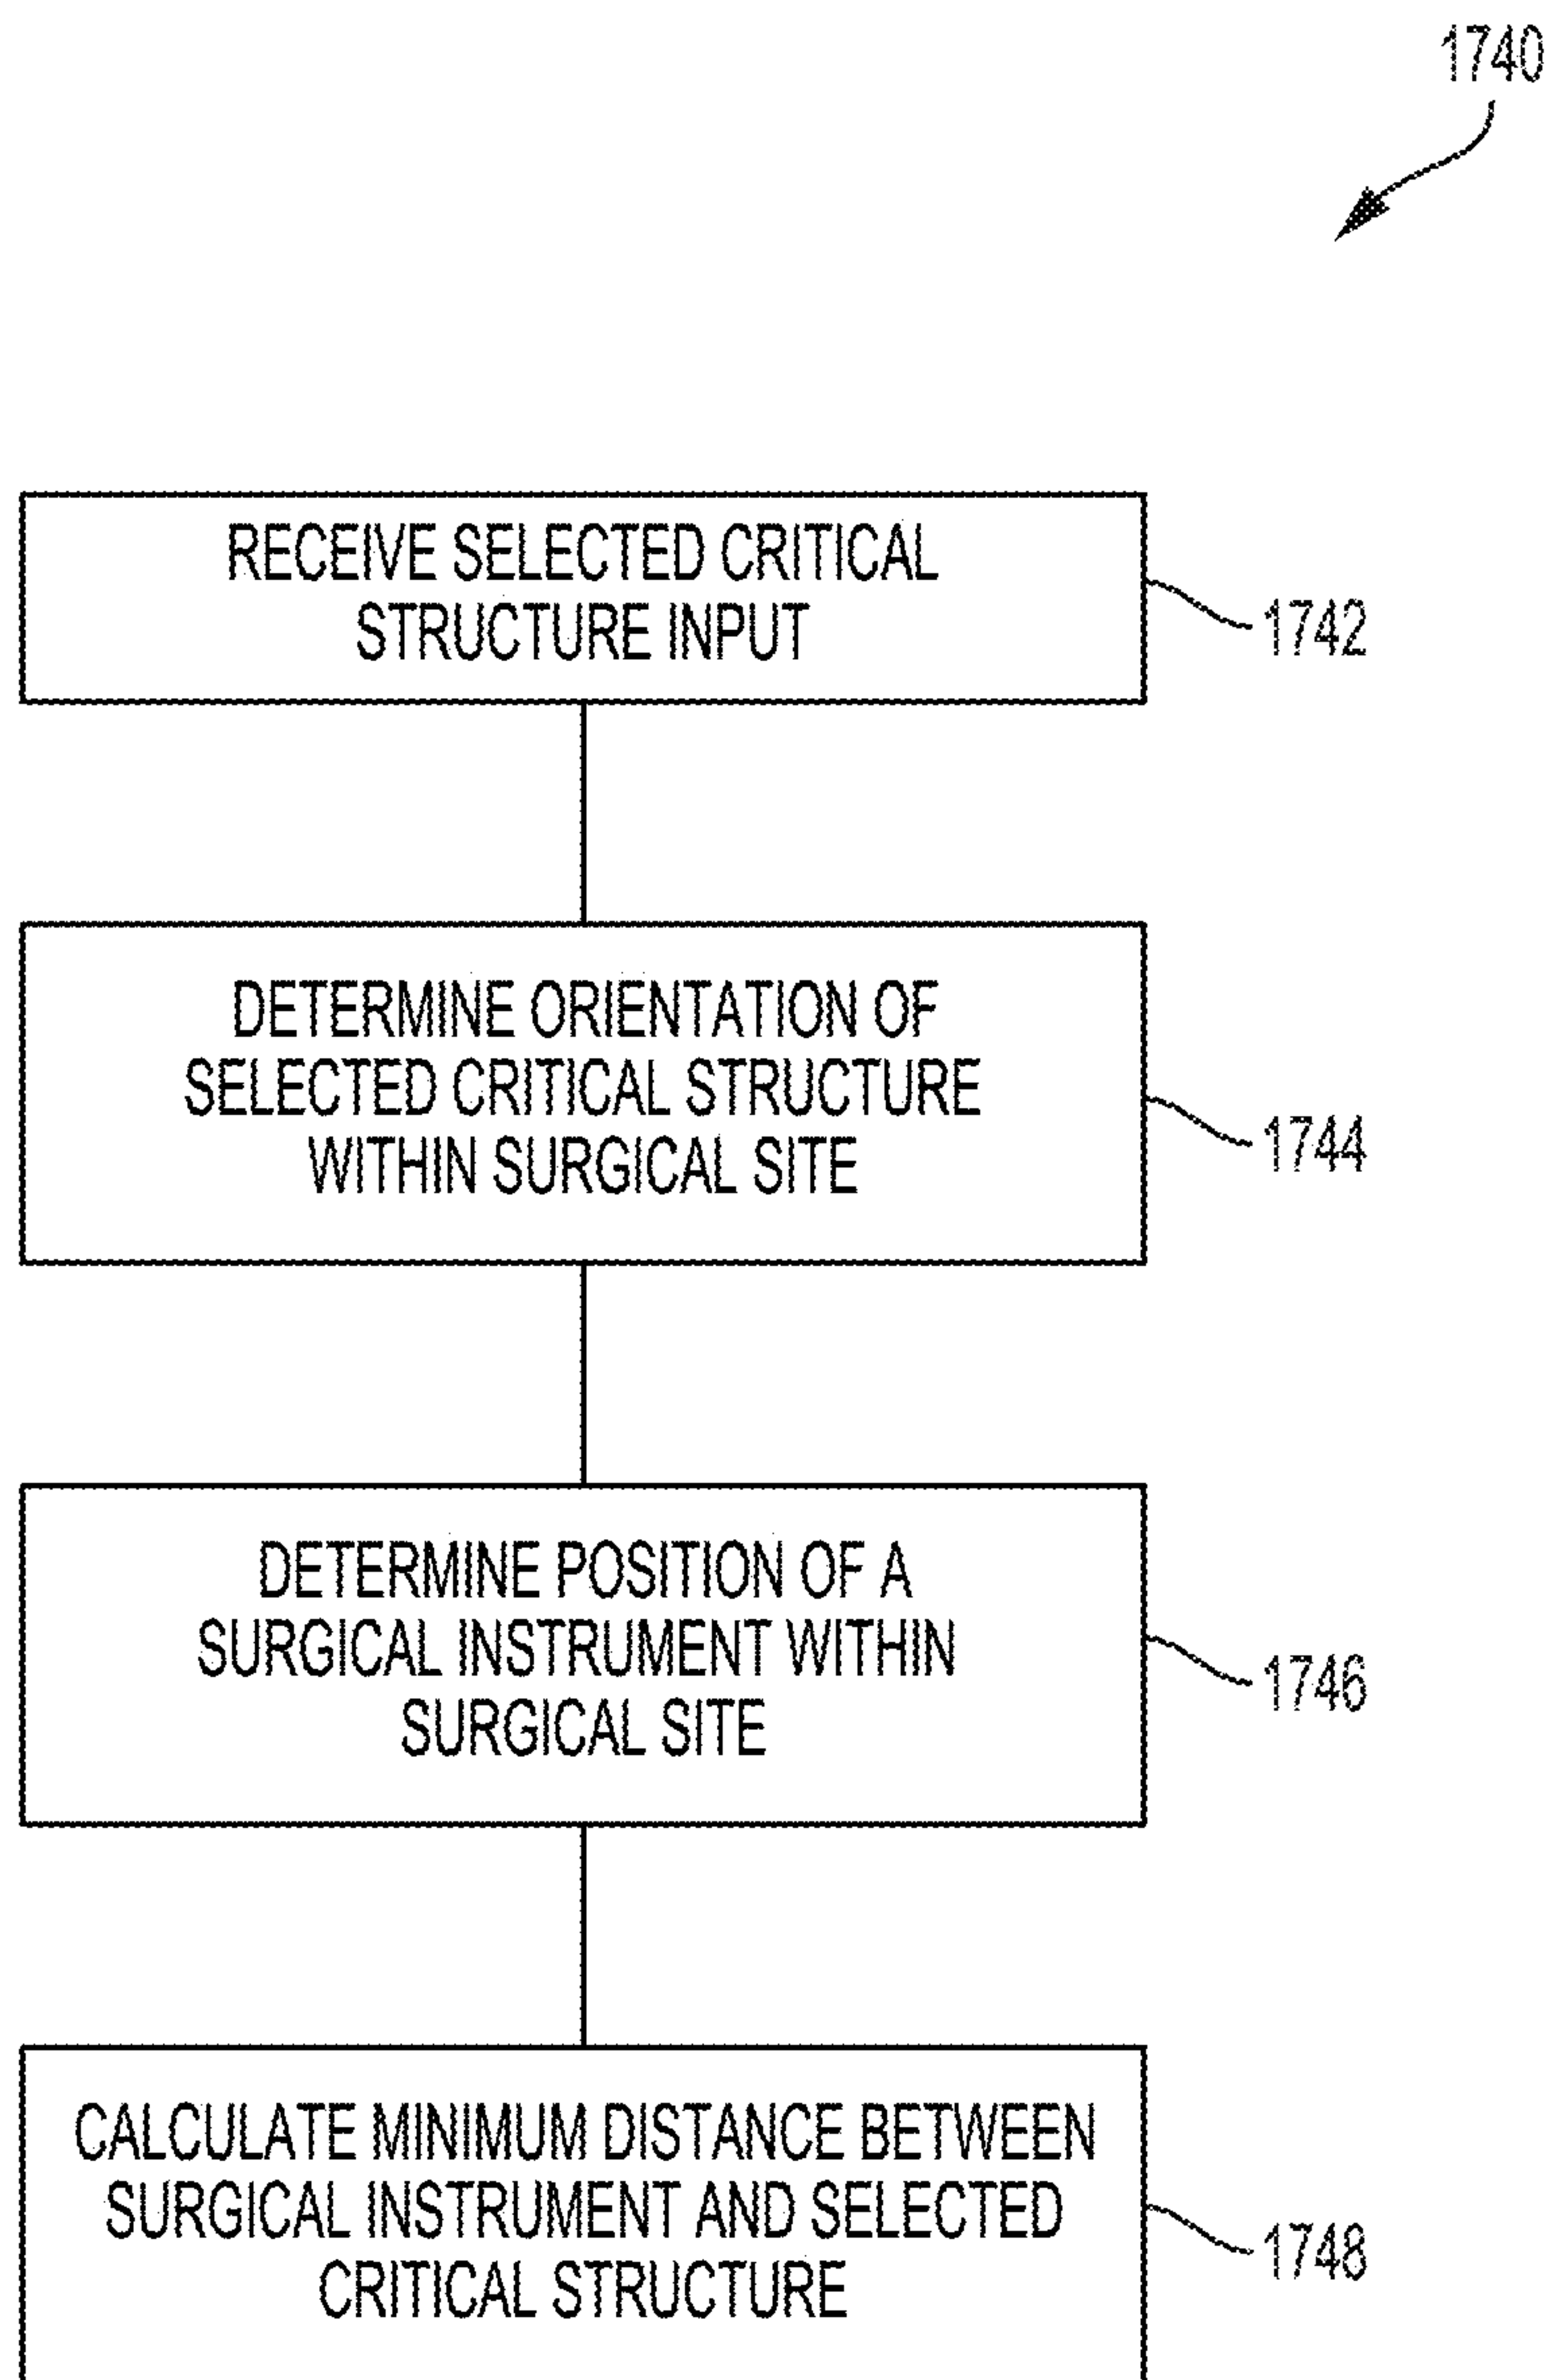 1740
RECEIVE SELECTED CRITICAL
STRUCTURE INPUT
1742
DETERMINE ORIENTATION OF
SELECTED CRITICAL STRUCTURE
WITHIN SURGICAL SITE
1744
DETERMINE POSITION OF A
SURGICAL INSTRUMENT WITHIN
SURGICAL SITE
1746
CALCULATE MINIMUM DISTANCE BETWEEN
SURGICAL INSTRUMENT AND SELECTED
CRITICAL STRUCTURE
1748